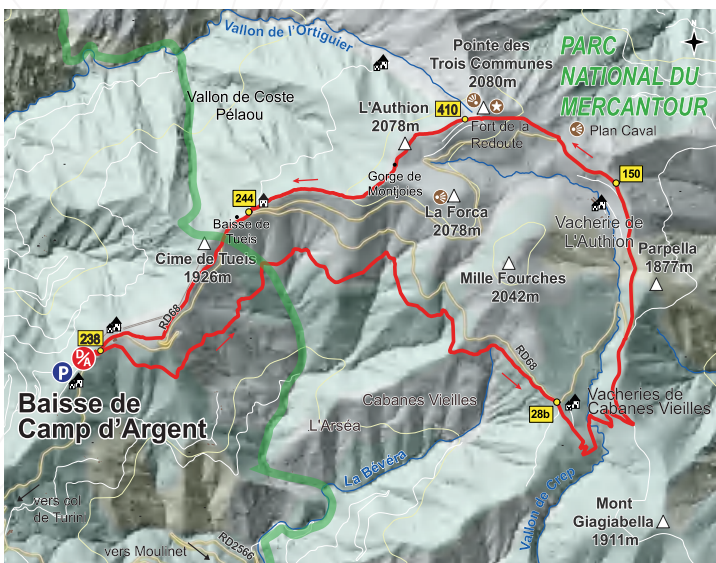 Vallon de l'Ortiguier
Pointe des
Trois Communes
2080m
PARC
NATIONAL DU
MERCANTOUR
N
Vallon de Coste
Pélaou
L'Authion
2078m
410
Fort de la
Redoute
Plan Caval
150
Gorge de
Montjoies
244
La Forca
2078m
Baisse de
Tueis
Vacherie de
L'Authion
Cime de Tueis
1926m
Parpella
1877m
Mille Fourches
2042m
RD68
238
D/A
P
RD68
Baisse de
Camp d'Argent
Cabanes Vieilles
Vacheries de
Cabanes Vieilles
28b
L'Arséa
La Bévéra
Vallon de Crep
vers col
de Turin
Mont
Giagiabella
1911m
RD2566
vers Moulinet